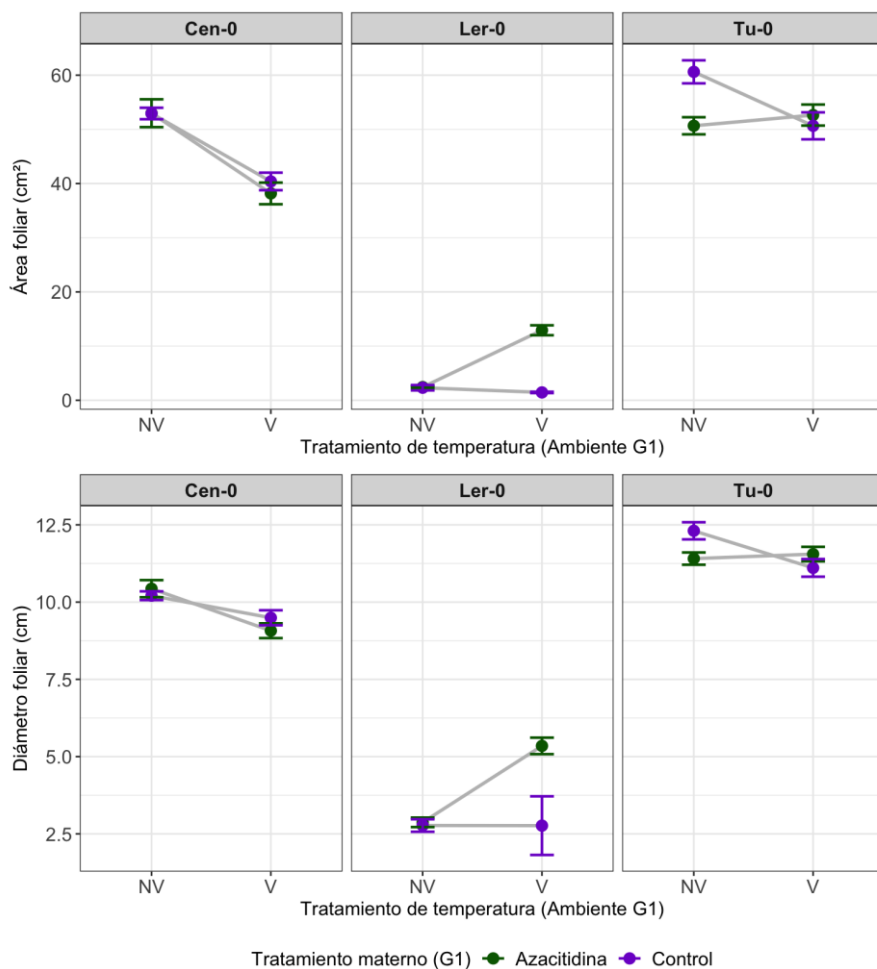 Cen-0 Ler-0 Tu-0
Área foliar (cm²)
60
40
20
0
NV V NV V NV V
Tratamiento de temperatura (Ambiente G1)
Cen-0 Ler-0 Tu-0
Diámetro foliar (cm)
12.5
10.0
7.5
5.0
2.5
NV V NV V NV V
Tratamiento de temperatura (Ambiente G1)
Tratamiento materno (G1) Azacitidina Control